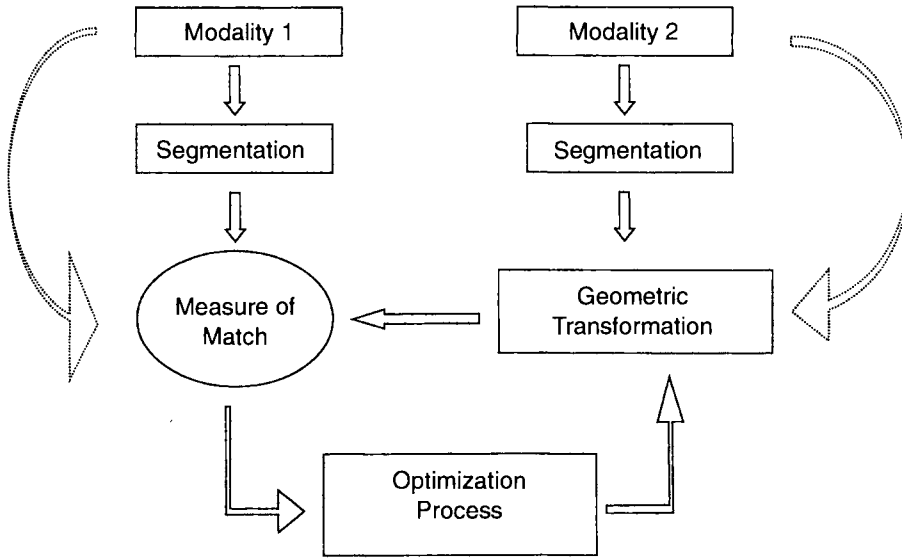 Modality 1
Modality 2
Segmentation
Segmentation
Measure of
Match
Geometric
Transformation
Optimization
Process